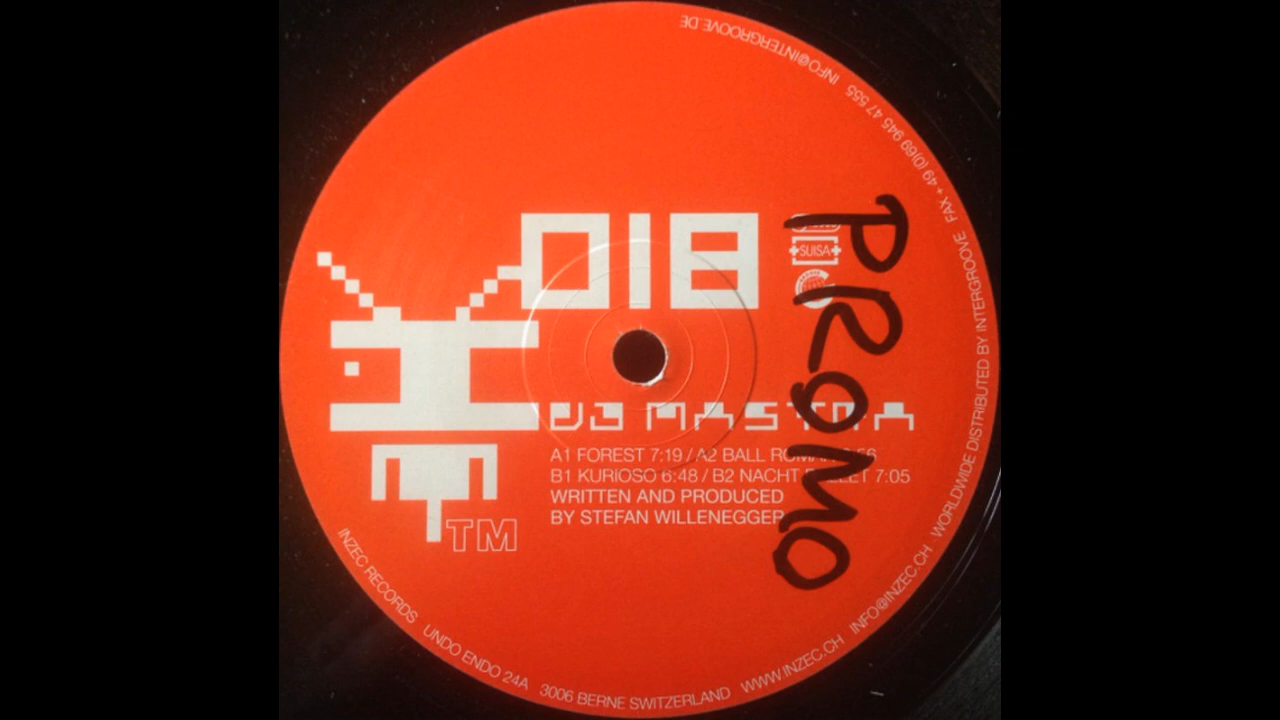 018
SUISA
PROMO
DJ MASTRA
A1 FOREST 7:19 / A2 BALL
B1 KURIOSO 6:48 / B2 NACHT 7:05
WRITTEN AND PRODUCED
BY STEFAN WILLENEGGER
TM
INZEC RECORDS UNDO ENDO 24A 3006 BERNE SWITZERLAND WWW.INZEC.CH INFO@INZEC.CH WORLDWIDE DISTRIBUTED BY INTERGROOVE FAX + 49 (0)69 945 47 555 INFO@INTERGROOVE.DE